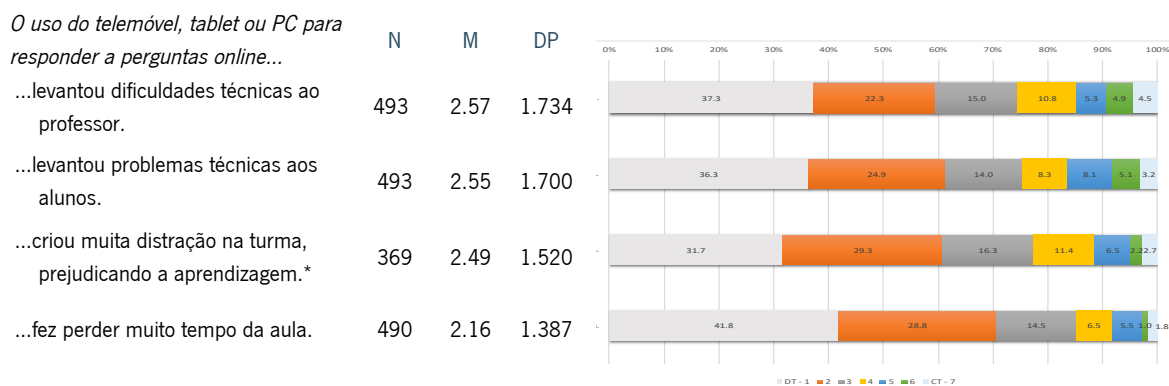 O uso do telemóvel, tablet ou PC para
responder a perguntas online...
N M DP
0% 10% 20% 30% 40% 50% 60% 70% 80% 90% 100%
...levantou dificuldades técnicas ao
professor.
493 2.57 1.734
37.3 22.3 15.0 10.8 5.3 4.9 4.5
...levantou problemas técnicas aos
alunos.
493 2.55 1.700
36.3 24.9 14.0 8.3 8.1 5.1 3.2
...criou muita distração na turma,
prejudicando a aprendizagem.*
369 2.49 1.520
31.7 29.3 16.3 11.4 6.5 2.2 2.7
...fez perder muito tempo da aula.
490 2.16 1.387
41.8 28.8 14.5 6.5 5.5 1.0 1.8
DT - 1 2 3 4 5 6 CT - 7